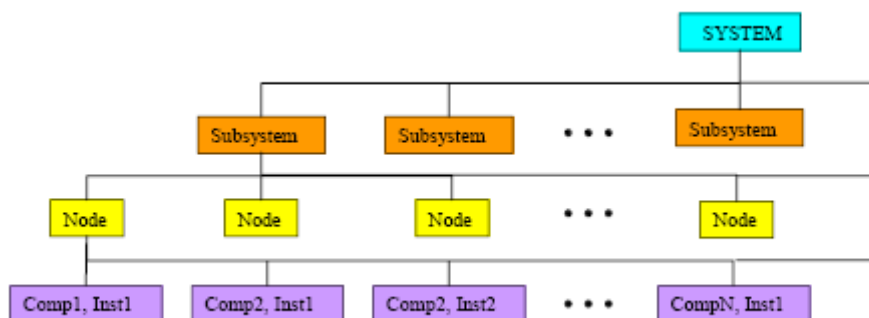 SYSTEM
Subsystem
Subsystem
Subsystem
Node
Node
Node
Node
Comp1, Inst1
Comp2, Inst1
Comp2, Inst2
CompN, Inst1